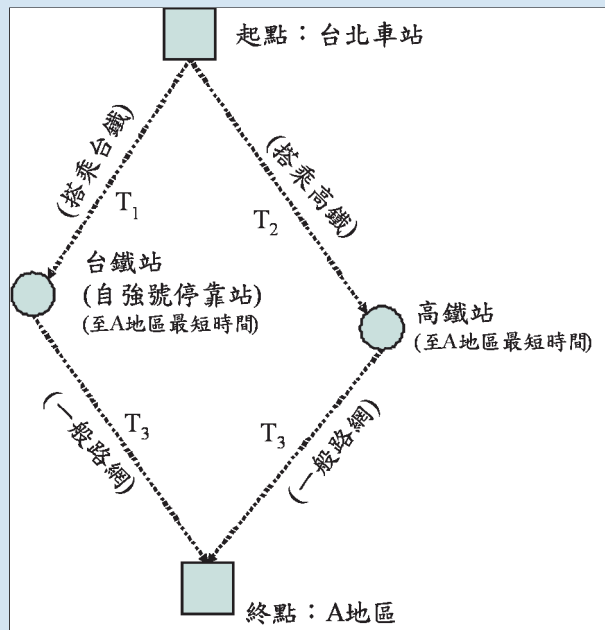 起點：台北車站
(搭乘台鐵)
(搭乘高鐵)
T1
T2
台鐵站
(自強號停靠站)
(至A地區最短時間)
高鐵站
(至A地區最短時間)
T3
T3
(一般路網)
(一般路網)
終點：A地區